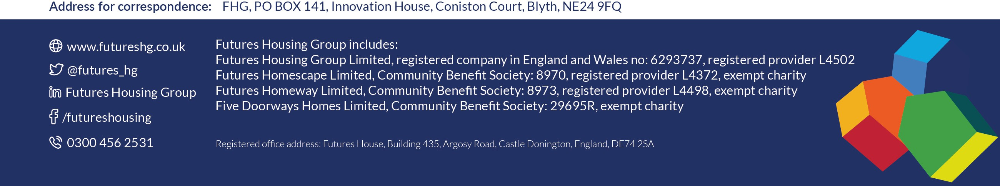 Address for correspondence: FHG, PO BOX 141, Innovation House, Coniston Court, Blyth, NE24 9FQ
www.futureshg.co.uk
@futures_hg
in Futures Housing Group
f /futureshousing
0300 456 2531
Futures Housing Group includes:
Futures Housing Group Limited, registered company in England and Wales no: 6293737, registered provider L4502
Futures Homescape Limited, Community Benefit Society: 8970, registered provider L4372, exempt charity
Futures Homeway Limited, Community Benefit Society: 8973, registered provider L4498, exempt charity
Five Doorways Homes Limited, Community Benefit Society: 29695R, exempt charity
Registered office address: Futures House, Building 435, Argosy Road, Castle Donington, England, DE74 2SA